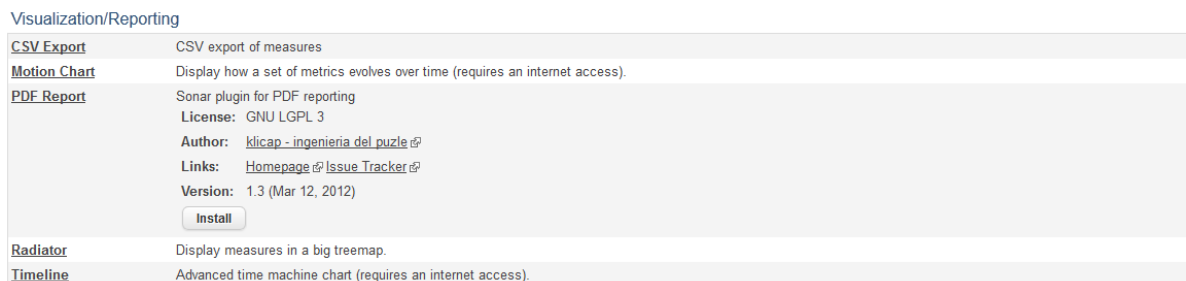 Visualization/Reporting
CSV Export CSV export of measures
Motion Chart Display how a set of metrics evolves over time (requires an internet access).
PDF Report Sonar plugin for PDF reporting
License: GNU LGPL 3
Author: klicap - ingenieria del puzle
Links: Homepage Issue Tracker
Version: 1.3 (Mar 12, 2012)
Install
Radiator Display measures in a big treemap.
Timeline Advanced time machine chart (requires an internet access).